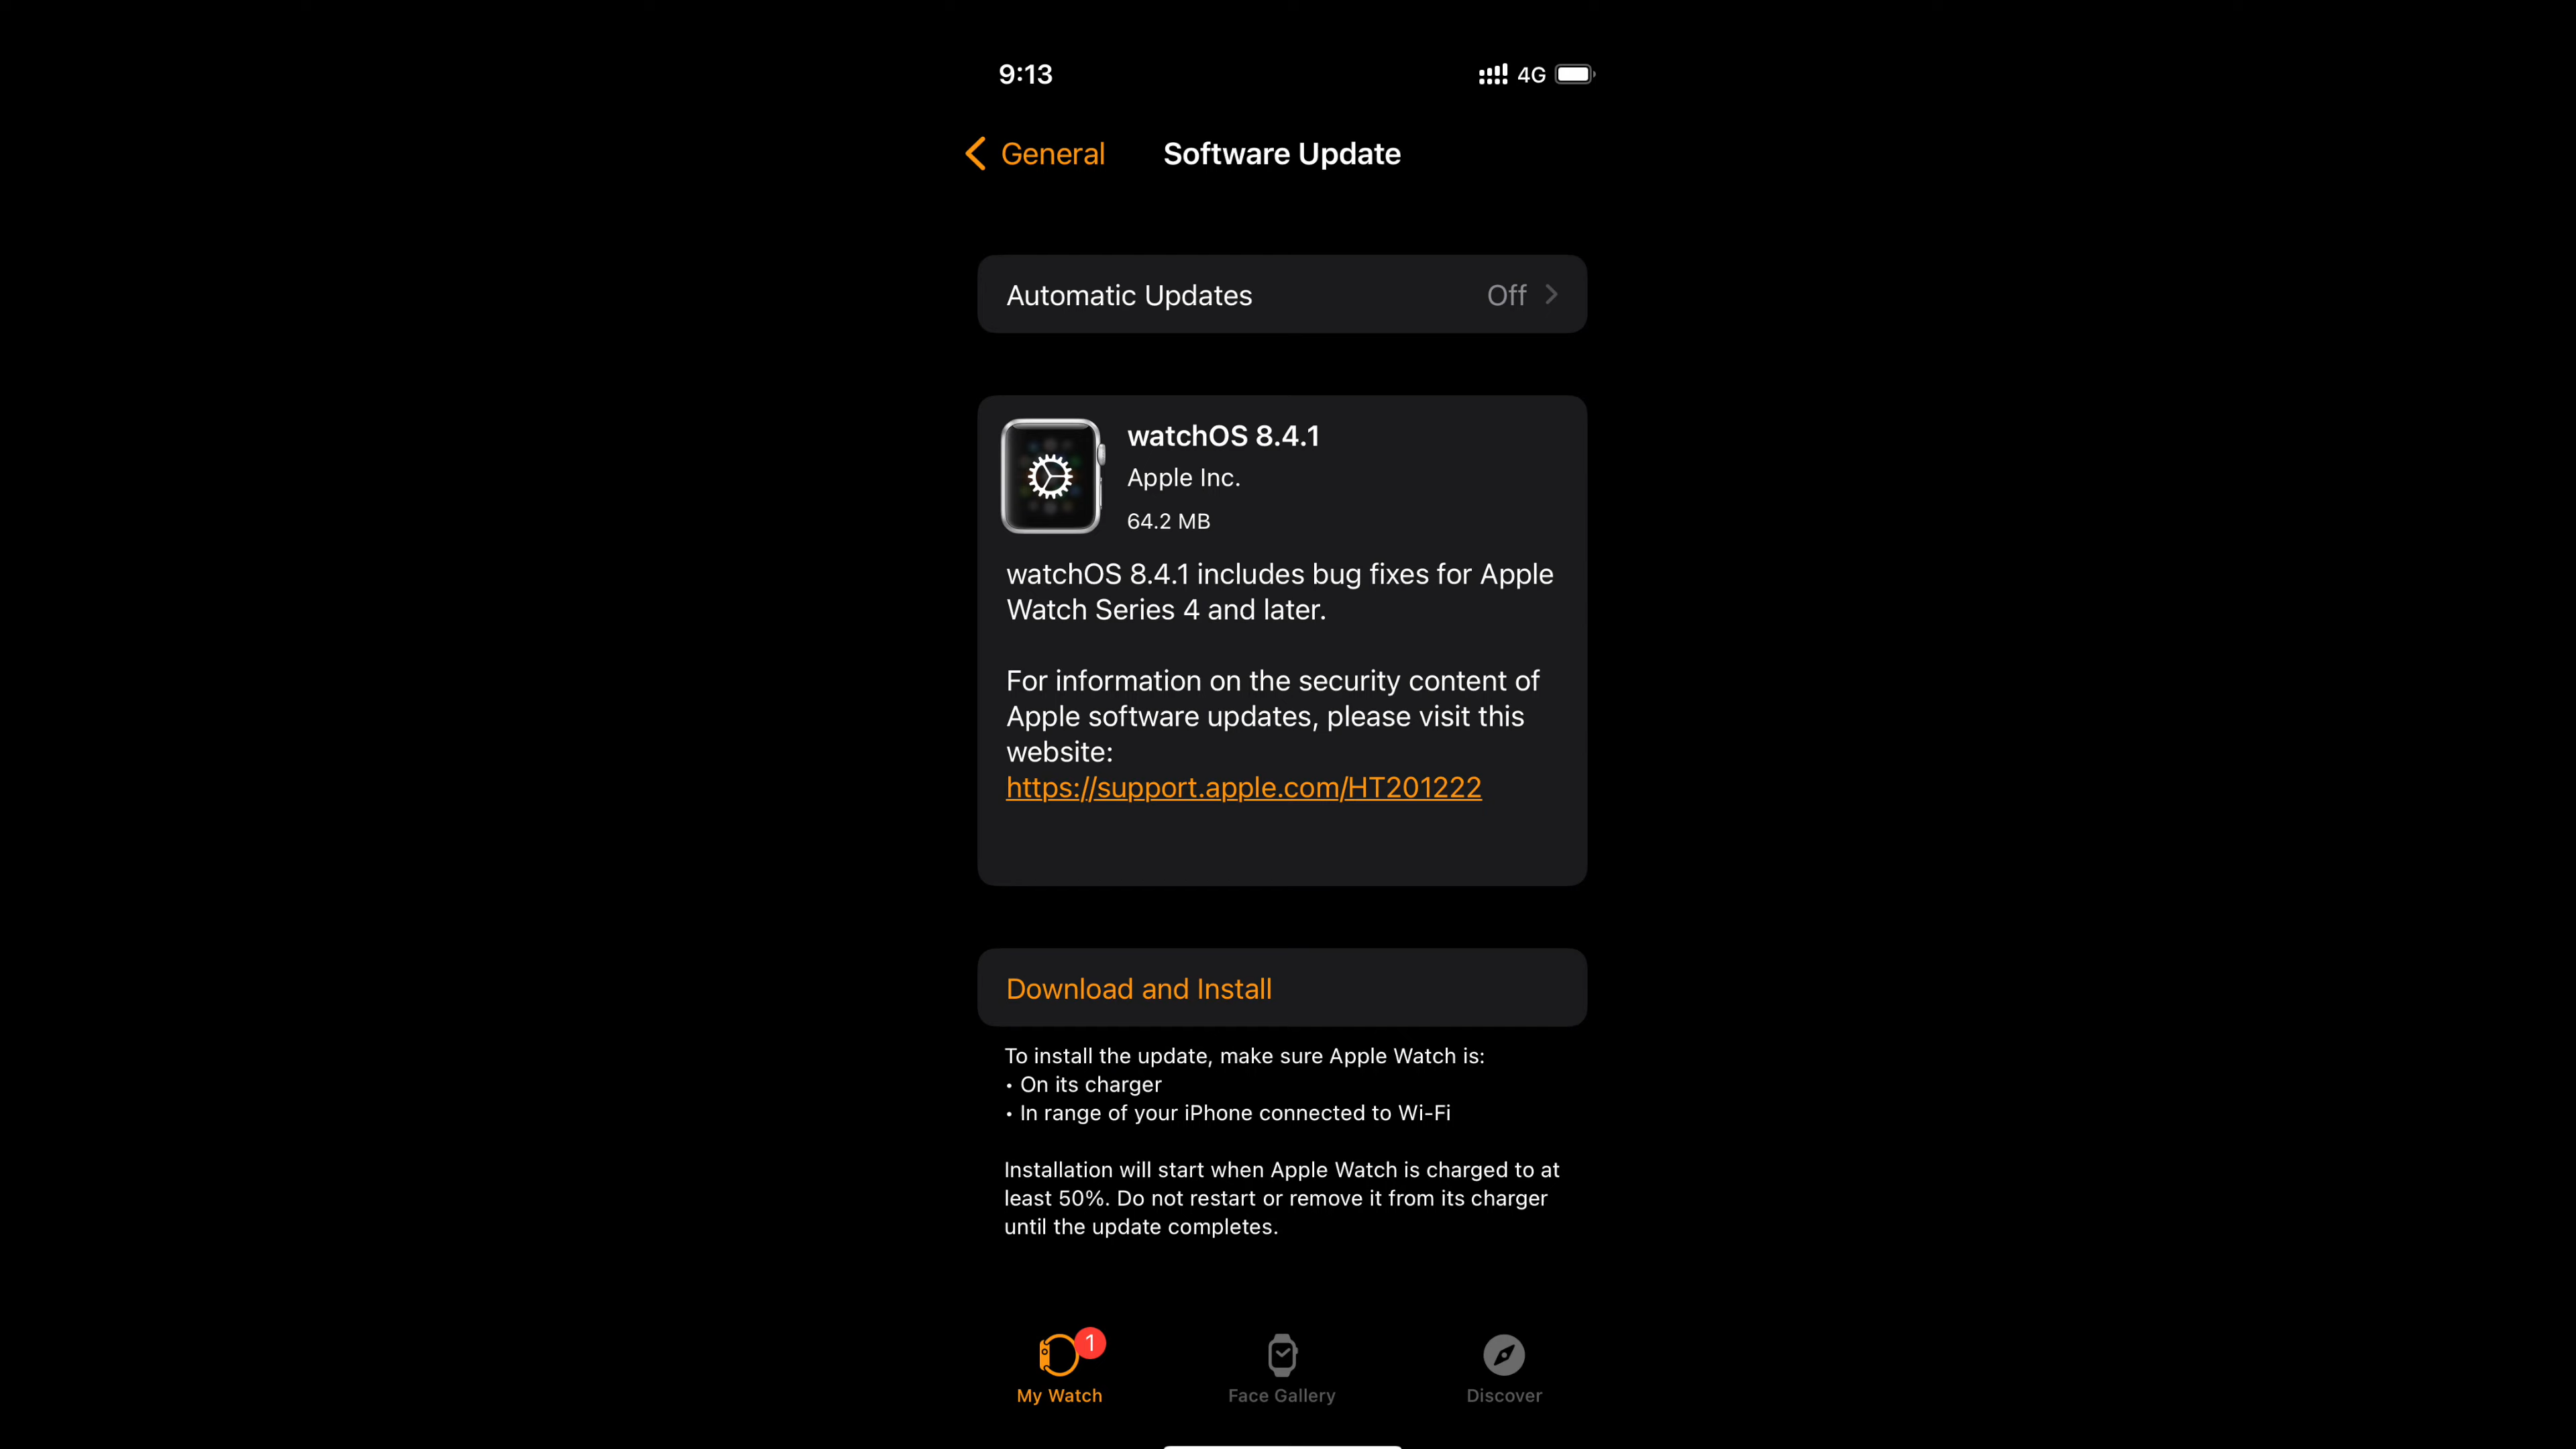 9:13
4G
General
Software Update
Automatic Updates
Off
watchOS 8.4.1
Apple Inc.
64.2 MB
watchOS 8.4.1 includes bug fixes for Apple
Watch Series 4 and later.
For information on the security content of
Apple software updates, please visit this
website:
https://support.apple.com/HT201222
Download and Install
To install the update, make sure Apple Watch is:
• On its charger
• In range of your iPhone connected to Wi-Fi
Installation will start when Apple Watch is charged to at
least 50%. Do not restart or remove it from its charger
until the update completes.
1
My Watch
Face Gallery
Discover